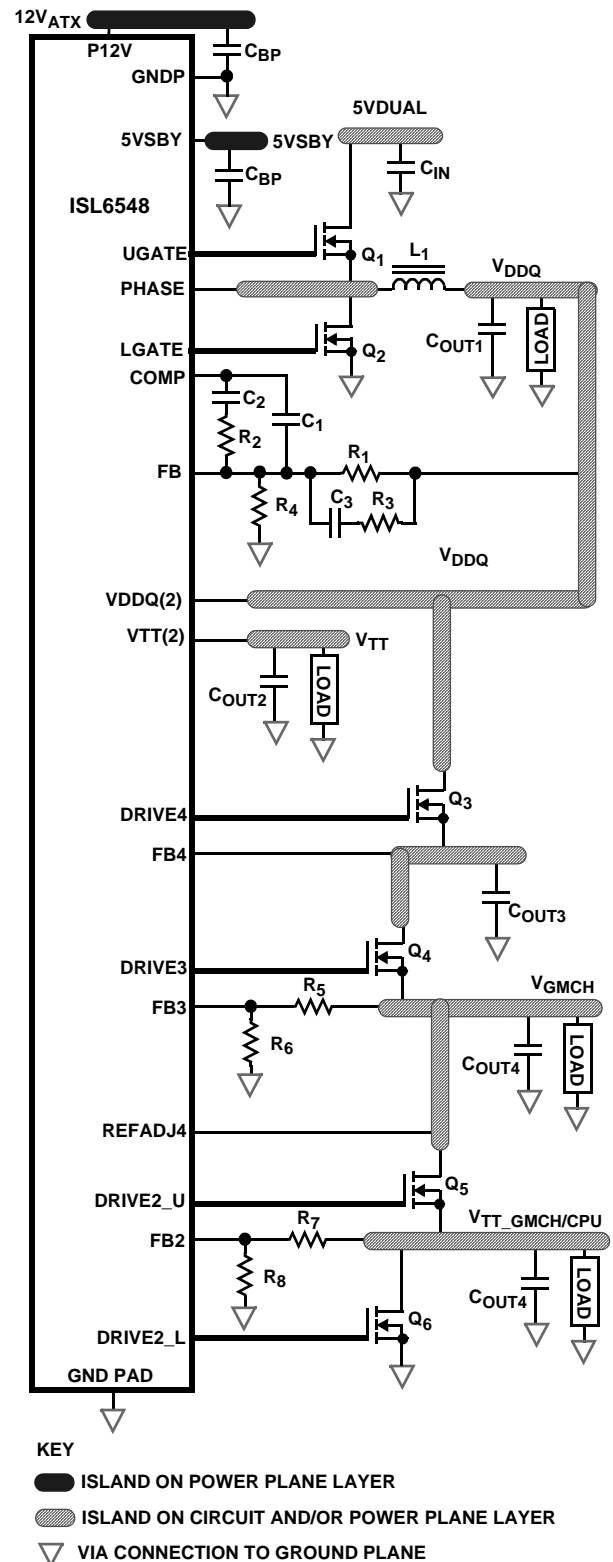 12VATX
P12V
CBP
GNDP
5VDUAL
5VSBY
5VSBY
CIN
CBP
ISL6548
UGATE
Q1
L1
VDDQ
PHASE
COUT1
LOAD
LGATE
Q2
COMP
C2
C1
R2
R1
FB
R4
C3
R3
VDDQ
VDDQ(2)
VTT(2)
VTT
COUT2
LOAD
Q3
DRIVE4
FB4
COUT3
Q4
DRIVE3
R5
VGMCH
FB3
R6
COUT4
LOAD
REFADJ4
Q5
DRIVE2_U
R7
VTT_GMCH/CPU
FB2
R8
COUT4
LOAD
Q6
DRIVE2_L
GND PAD
KEY
ISLAND ON POWER PLANE LAYER
ISLAND ON CIRCUIT AND/OR POWER PLANE LAYER
VIA CONNECTION TO GROUND PLANE